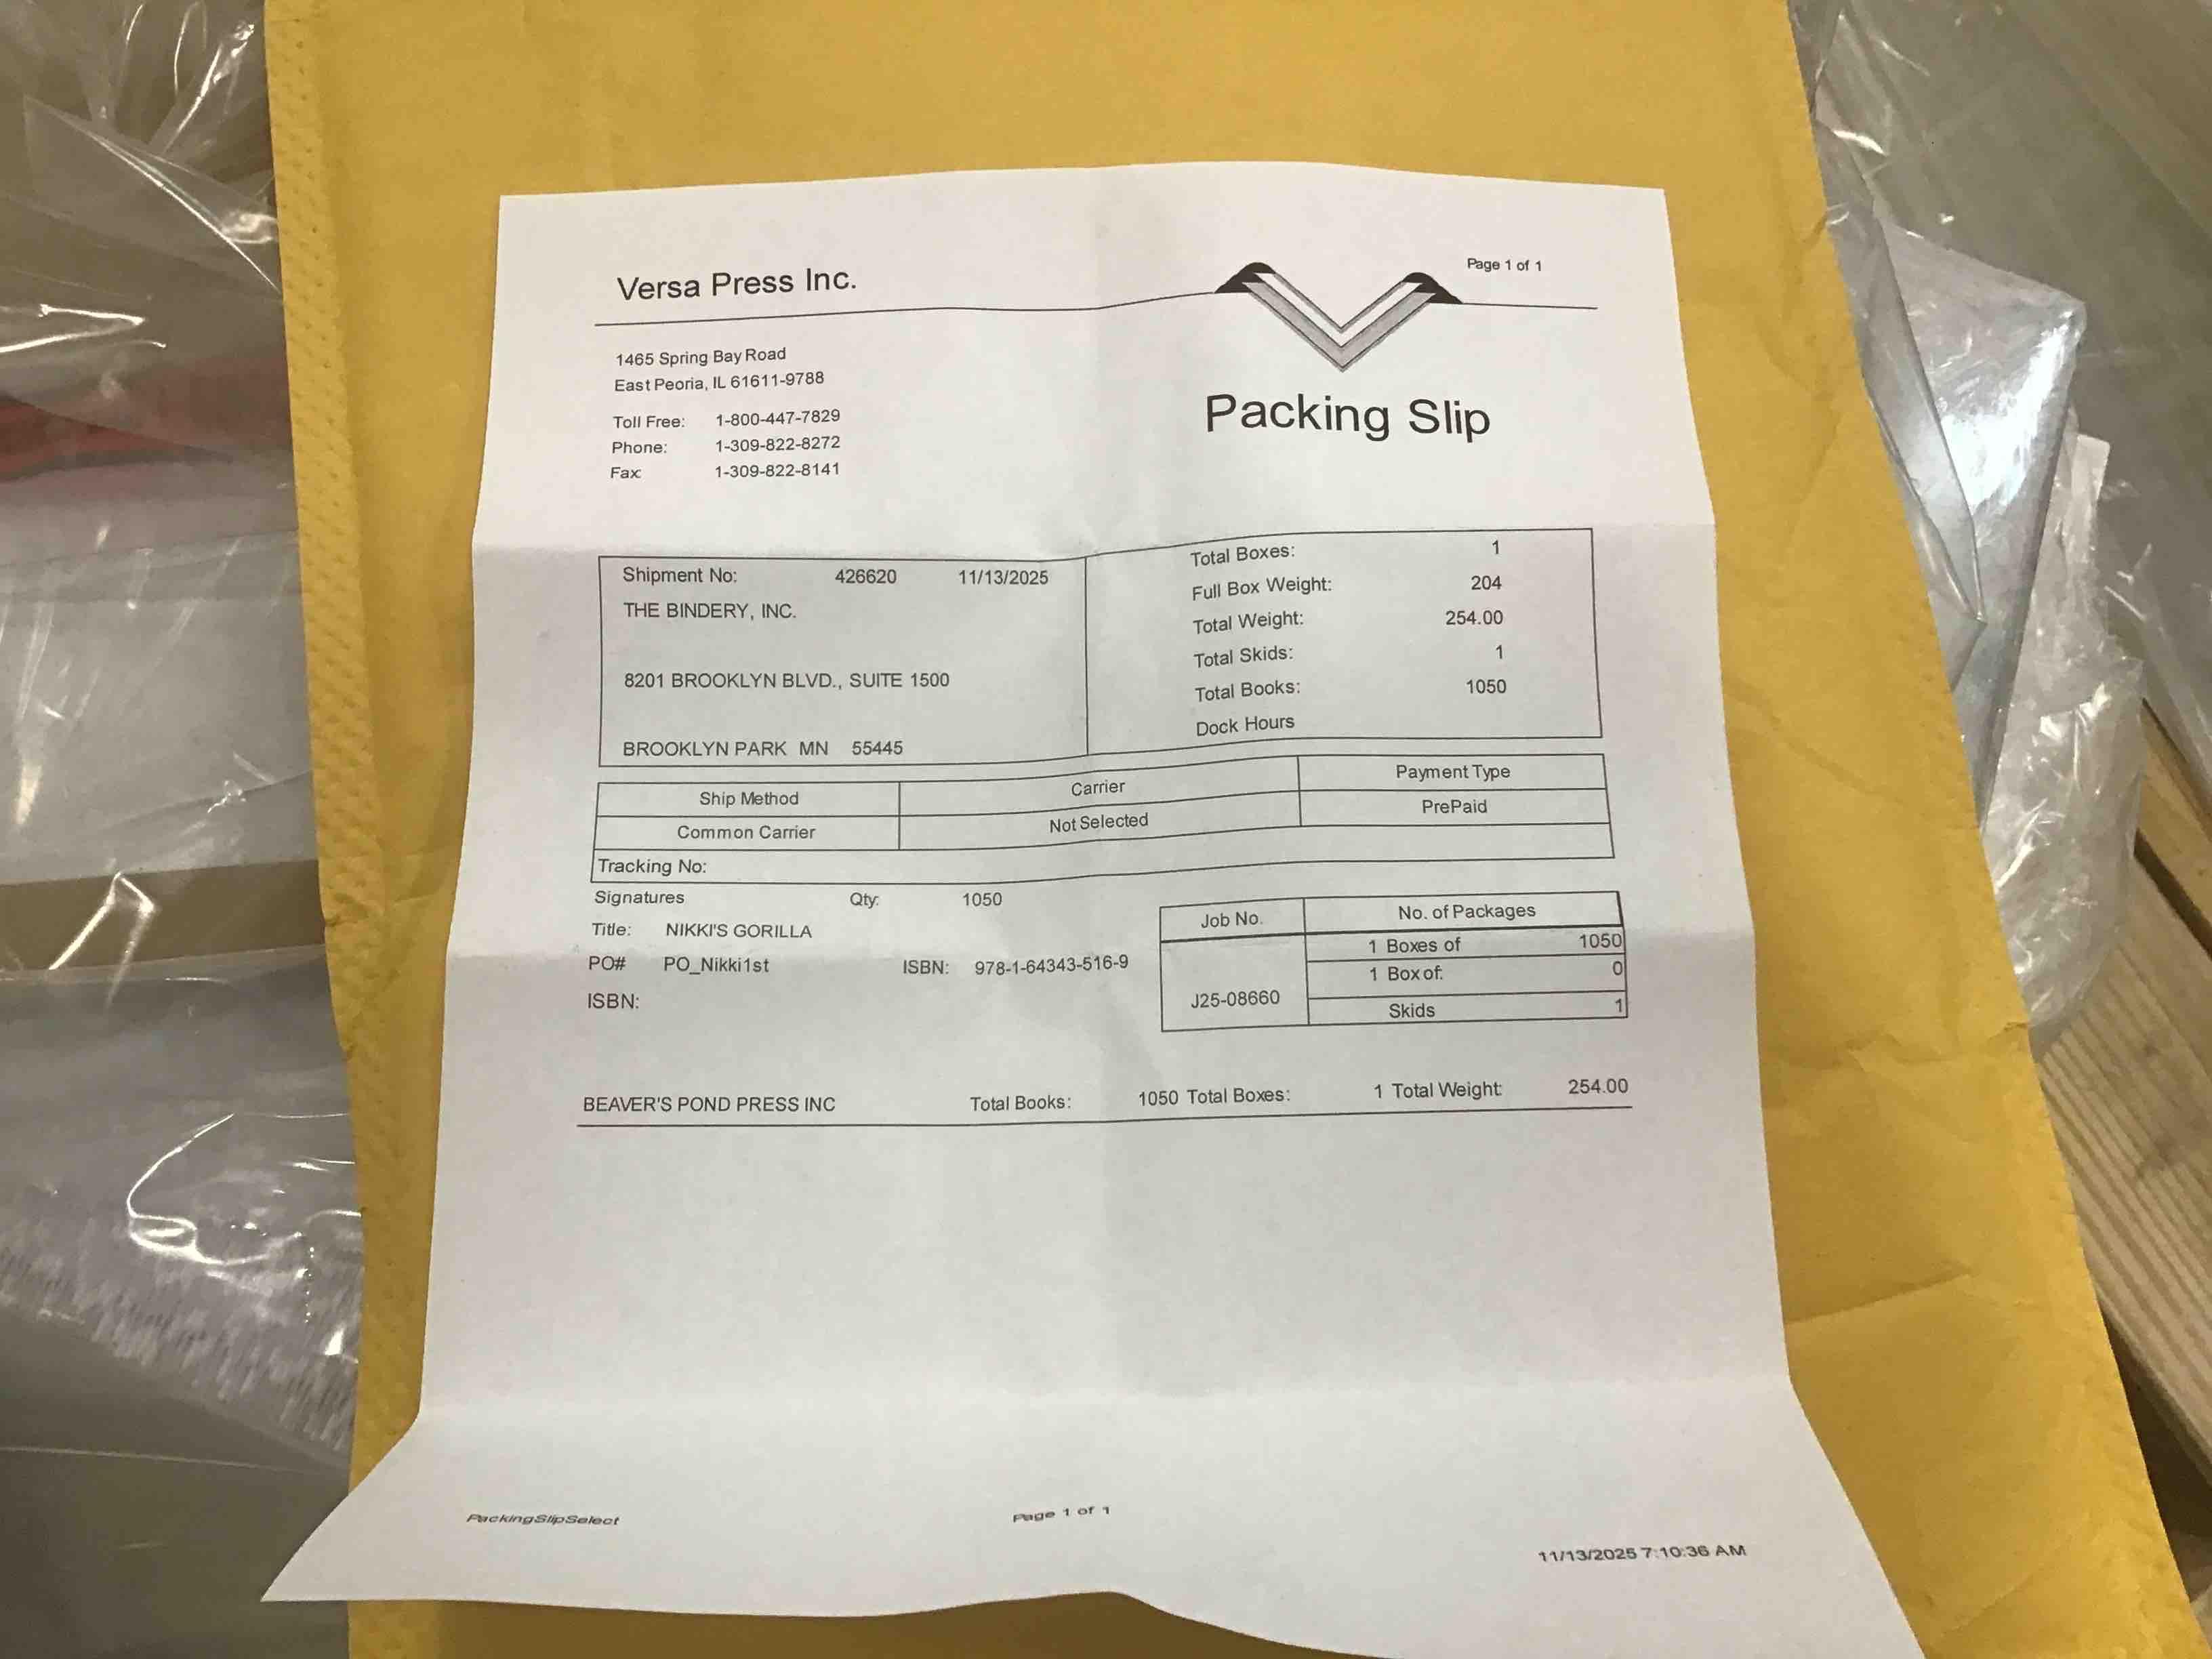 Page 1 of 1
Versa Press Inc.
1465 Spring Bay Road
East Peoria, IL 61611-9788
Toll Free: 1-800-447-7829
Phone: 1-309-822-8272
Fax: 1-309-822-8141
Packing Slip
Shipment No: 426620 11/13/2025
THE BINDERY, INC.
8201 BROOKLYN BLVD., SUITE 1500
BROOKLYN PARK MN 55445
Total Boxes: 1
Full Box Weight: 204
Total Weight: 254.00
Total Skids: 1
Total Books: 1050
Dock Hours
Ship Method Carrier Payment Type
Common Carrier Not Selected PrePaid
Tracking No:
Signatures Qty: 1050
Title: NIKKI'S GORILLA
PO# PO_Nikki1st ISBN: 978-1-64343-516-9
ISBN:
Job No. No. of Packages
1 Boxes of 1050
1 Box of: 0
J25-08660 Skids 1
BEAVER'S POND PRESS INC Total Books: 1050 Total Boxes: 1 Total Weight: 254.00
PackingSlipSelect Page 1 of 1 11/13/2025 7:10:36 AM